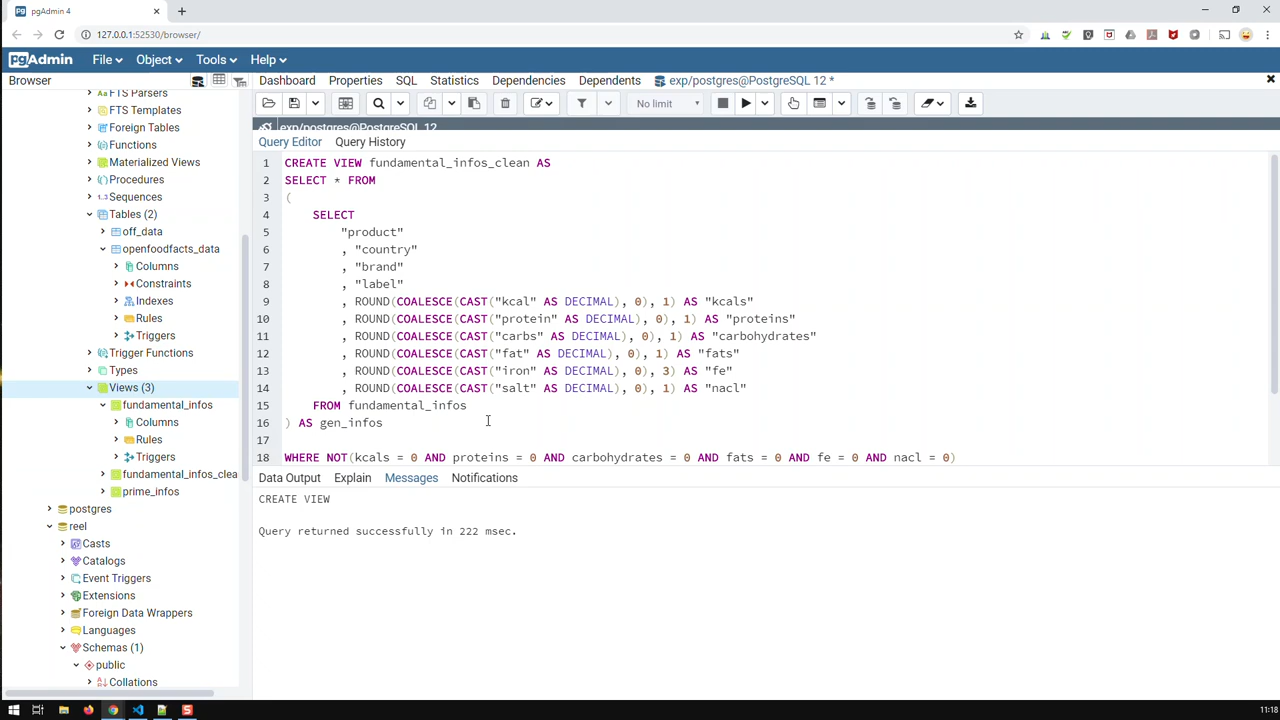 pgAdmin 4
127.0.0.1:52530/browser/
pgAdmin File Object Tools Help
Browser
Dashboard Properties SQL Statistics Dependencies Dependents exp/postgres@PostgreSQL 12 *
No limit
exp/postgres@PostgreSQL 12
Query Editor Query History
FTS Parsers
FTS Templates
Foreign Tables
Functions
Materialized Views
Procedures
1..3 Sequences
Tables (2)
off_data
openfoodfacts_data
Columns
Constraints
Indexes
Rules
Triggers
Trigger Functions
Types
Views (3)
fundamental_infos
Columns
Rules
Triggers
fundamental_infos_clea
prime_infos
postgres
reel
Casts
Catalogs
Event Triggers
Extensions
Foreign Data Wrappers
Languages
Schemas (1)
public
Collations
1 CREATE VIEW fundamental_infos_clean AS
2 SELECT * FROM
3 (
4 SELECT
5 "product"
6 , "country"
7 , "brand"
8 , "label"
9 , ROUND(COALESCE(CAST("kcal" AS DECIMAL), 0), 1) AS "kcals"
10 , ROUND(COALESCE(CAST("protein" AS DECIMAL), 0), 1) AS "proteins"
11 , ROUND(COALESCE(CAST("carbs" AS DECIMAL), 0), 1) AS "carbohydrates"
12 , ROUND(COALESCE(CAST("fat" AS DECIMAL), 0), 1) AS "fats"
13 , ROUND(COALESCE(CAST("iron" AS DECIMAL), 0), 3) AS "fe"
14 , ROUND(COALESCE(CAST("salt" AS DECIMAL), 0), 1) AS "nacl"
15 FROM fundamental_infos
16 ) AS gen_infos
17
18 WHERE NOT(kcals = 0 AND proteins = 0 AND carbohydrates = 0 AND fats = 0 AND fe = 0 AND nacl = 0)
Data Output Explain Messages Notifications
CREATE VIEW
Query returned successfully in 222 msec.
11:18